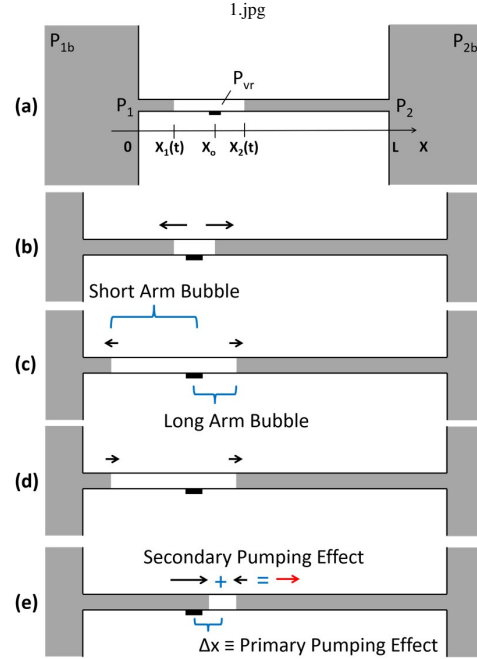 1.jpg
P1b
P2b
Pvr
(a)
P1
P2
0
X1(t)
Xo
X2(t)
L
X
(b)
Short Arm Bubble
(c)
Long Arm Bubble
(d)
Secondary Pumping Effect
+ =
(e)
Δx ≡ Primary Pumping Effect